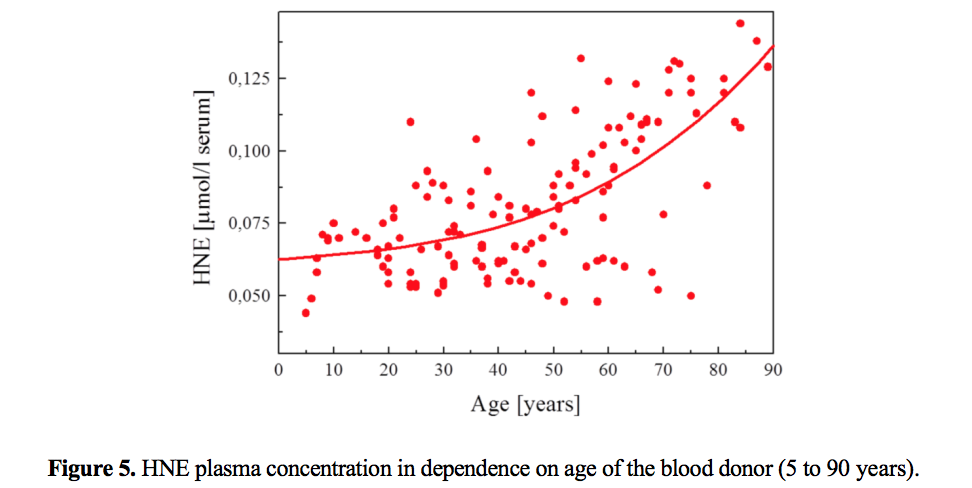 HNE [µmol/l serum]
0,125
0,100
0,075
0,050
0 10 20 30 40 50 60 70 80 90
Age [years]
Figure 5. HNE plasma concentration in dependence on age of the blood donor (5 to 90 years).